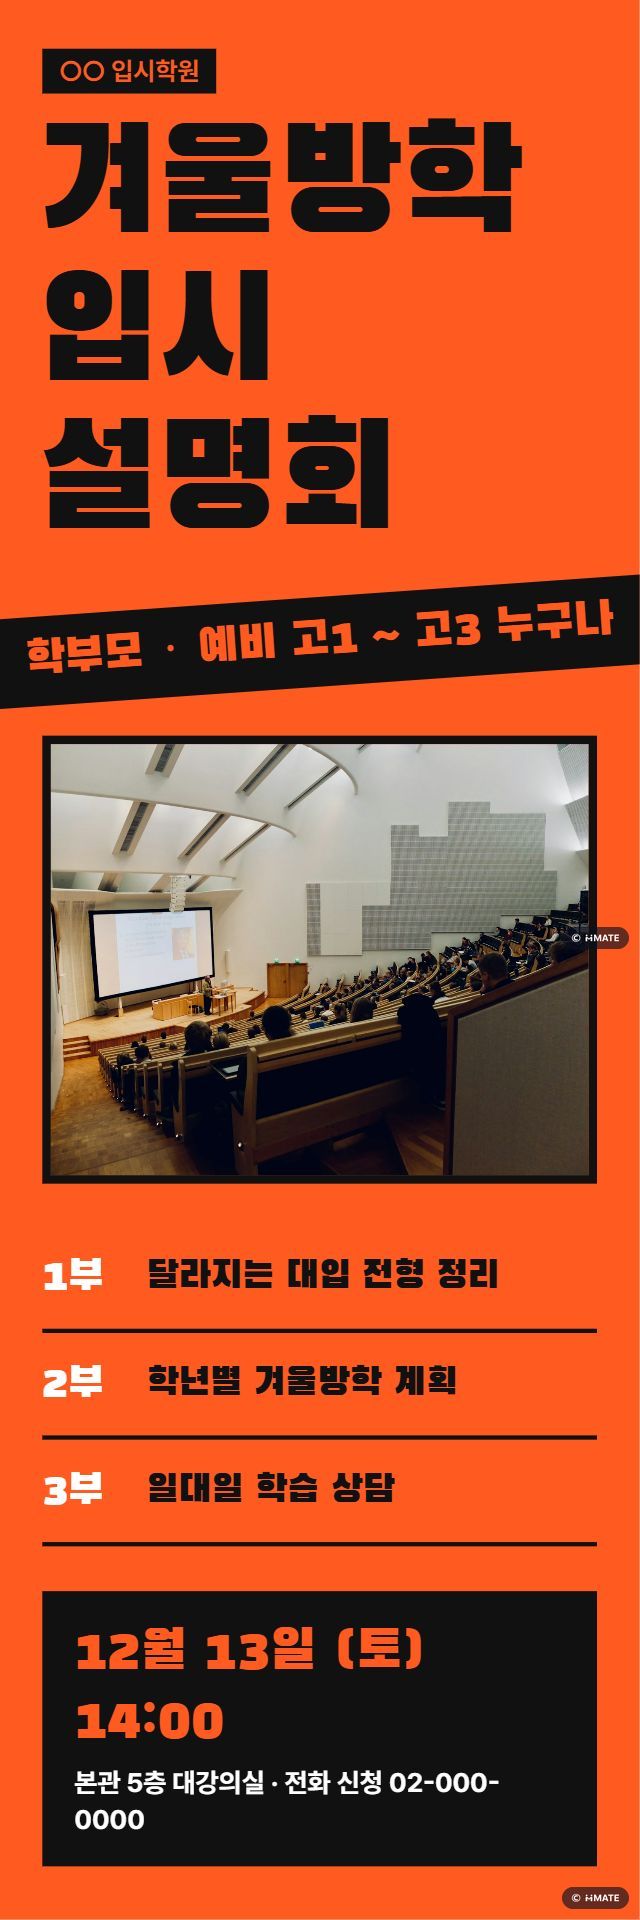 ○○ 입시학원
겨울방학
입시
설명회
학부모 · 예비 고1 ~ 고3 누구나
© HMATE
1부 달라지는 대입 전형 정리
2부 학년별 겨울방학 계획
3부 일대일 학습 상담
12월 13일 (토)
14:00
본관 5층 대강의실 · 전화 신청 02-000-
0000
© HMATE